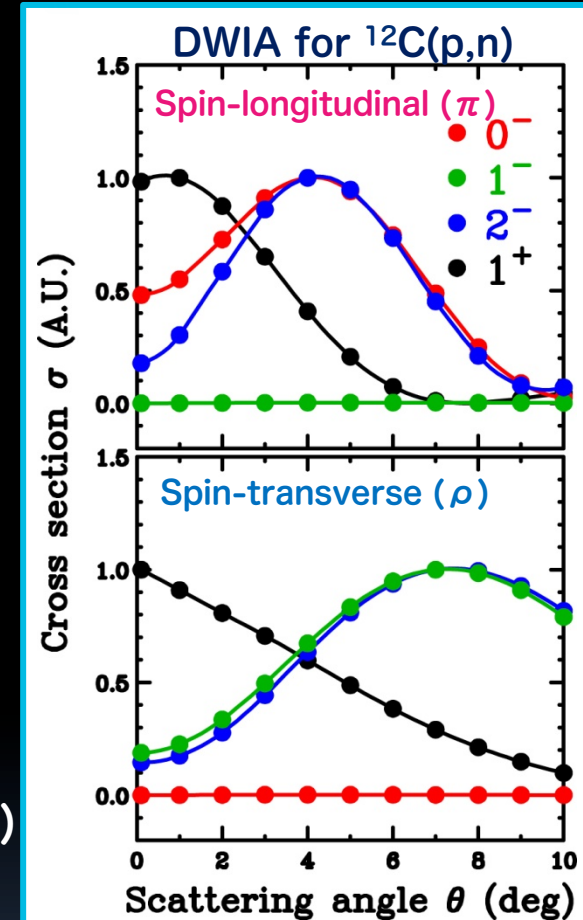 DWIA for ¹²C(p,n)
1.5
Spin-longitudinal (π)
0⁻
1.0
1⁻
2⁻
1⁺
0.5
0.0
1.5
Spin-transverse (ρ)
1.0
0.5
0.0
Cross section σ (A.U.)
)
0 2 4 6 8 10
Scattering angle θ (deg)